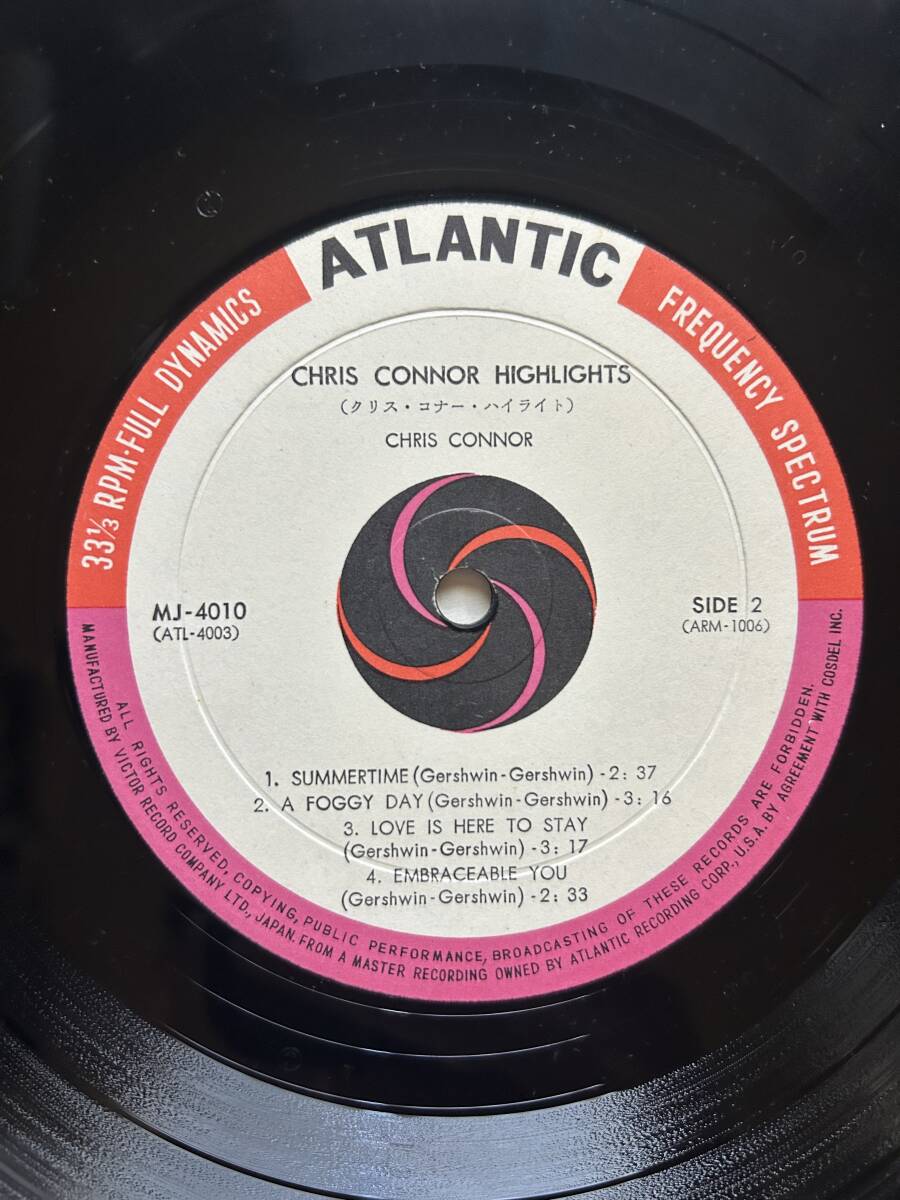 ATLANTIC
33⅓ RPM·FULL DYNAMICS
FREQUENCY SPECTRUM
CHRIS CONNOR HIGHLIGHTS
(クリス・コナー・ハイライト)
CHRIS CONNOR
MJ-4010
(ATL-4003)
SIDE 2
(ARM-1006)
1. SUMMERTIME (Gershwin-Gershwin) - 2: 37
2. A FOGGY DAY (Gershwin-Gershwin) - 3: 16
3. LOVE IS HERE TO STAY
(Gershwin-Gershwin) - 3: 17
4. EMBRACEABLE YOU
(Gershwin-Gershwin) - 2: 33
ALL RIGHTS RESERVED, COPYING, PUBLIC PERFORMANCE, BROADCASTING OF THESE RECORDS ARE FORBIDDEN.
MANUFACTURED BY VICTOR RECORD COMPANY LTD., JAPAN. FROM A MASTER RECORDING OWNED BY ATLANTIC RECORDING CORP., U.S.A. BY AGREEMENT WITH COSDEL INC.